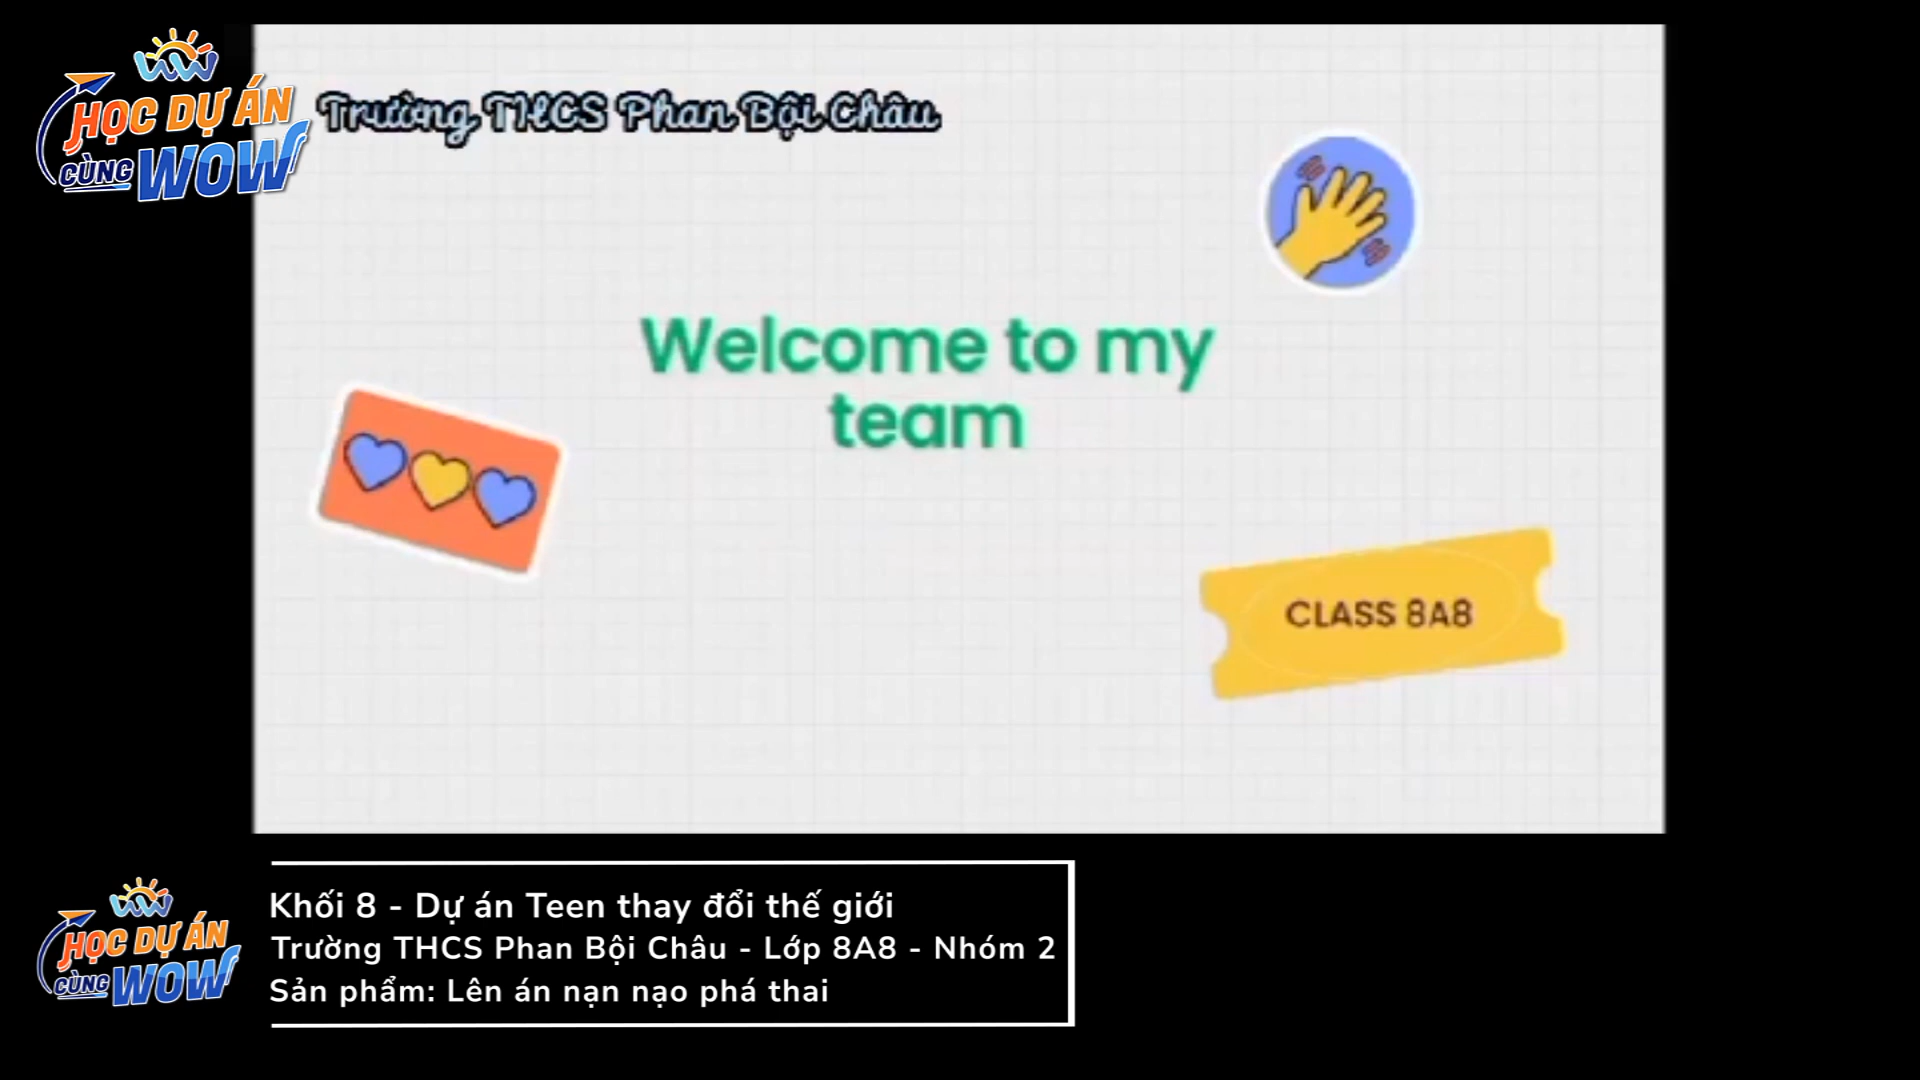 HỌC DỰ ÁN
CÙNG WOW
Trường THCS Phan Bội Châu
Welcome to my
team
CLASS 8A8
HỌC DỰ ÁN
CÙNG WOW
Khối 8 - Dự án Teen thay đổi thế giới
Trường THCS Phan Bội Châu - Lớp 8A8 - Nhóm 2
Sản phẩm: Lên án nạn nạo phá thai